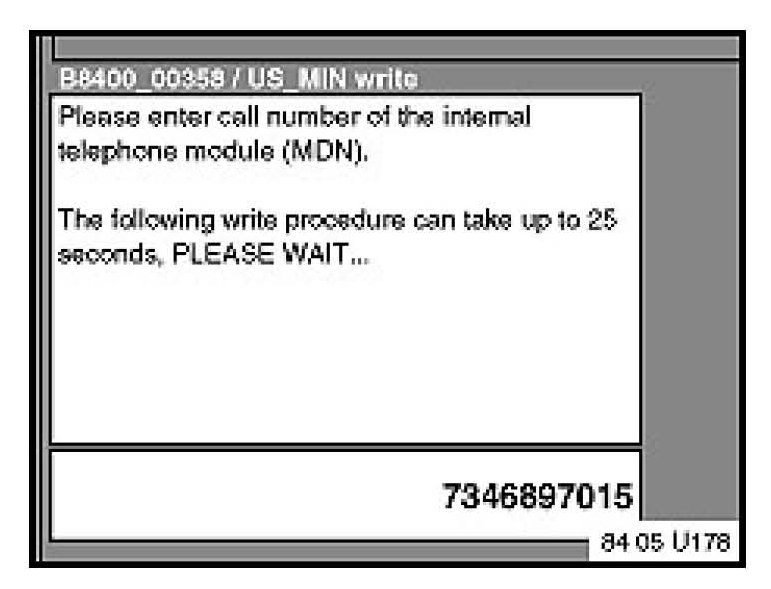 B8400_00358 / US_MIN write
Please enter call number of the internal
telephone module (MDN).
The following write procedure can take up to 25
seconds, PLEASE WAIT...
7346897015
84 05 U178